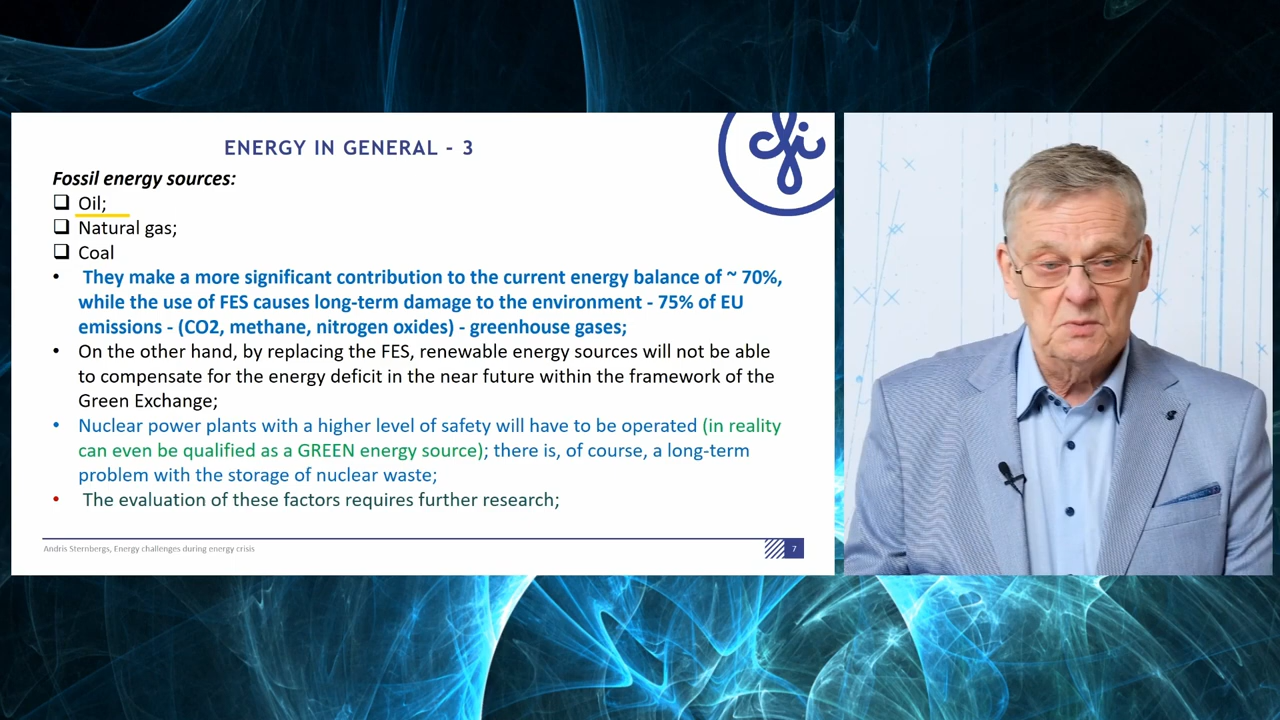 ENERGY IN GENERAL - 3
Fossil energy sources:
❑ Oil;
❑ Natural gas;
❑ Coal
• They make a more significant contribution to the current energy balance of ~ 70%,
while the use of FES causes long-term damage to the environment - 75% of EU
emissions - (CO2, methane, nitrogen oxides) - greenhouse gases;
• On the other hand, by replacing the FES, renewable energy sources will not be able
to compensate for the energy deficit in the near future within the framework of the
Green Exchange;
• Nuclear power plants with a higher level of safety will have to be operated (in reality
can even be qualified as a GREEN energy source); there is, of course, a long-term
problem with the storage of nuclear waste;
• The evaluation of these factors requires further research;
Andris Sternbergs, Energy challenges during energy crisis
7